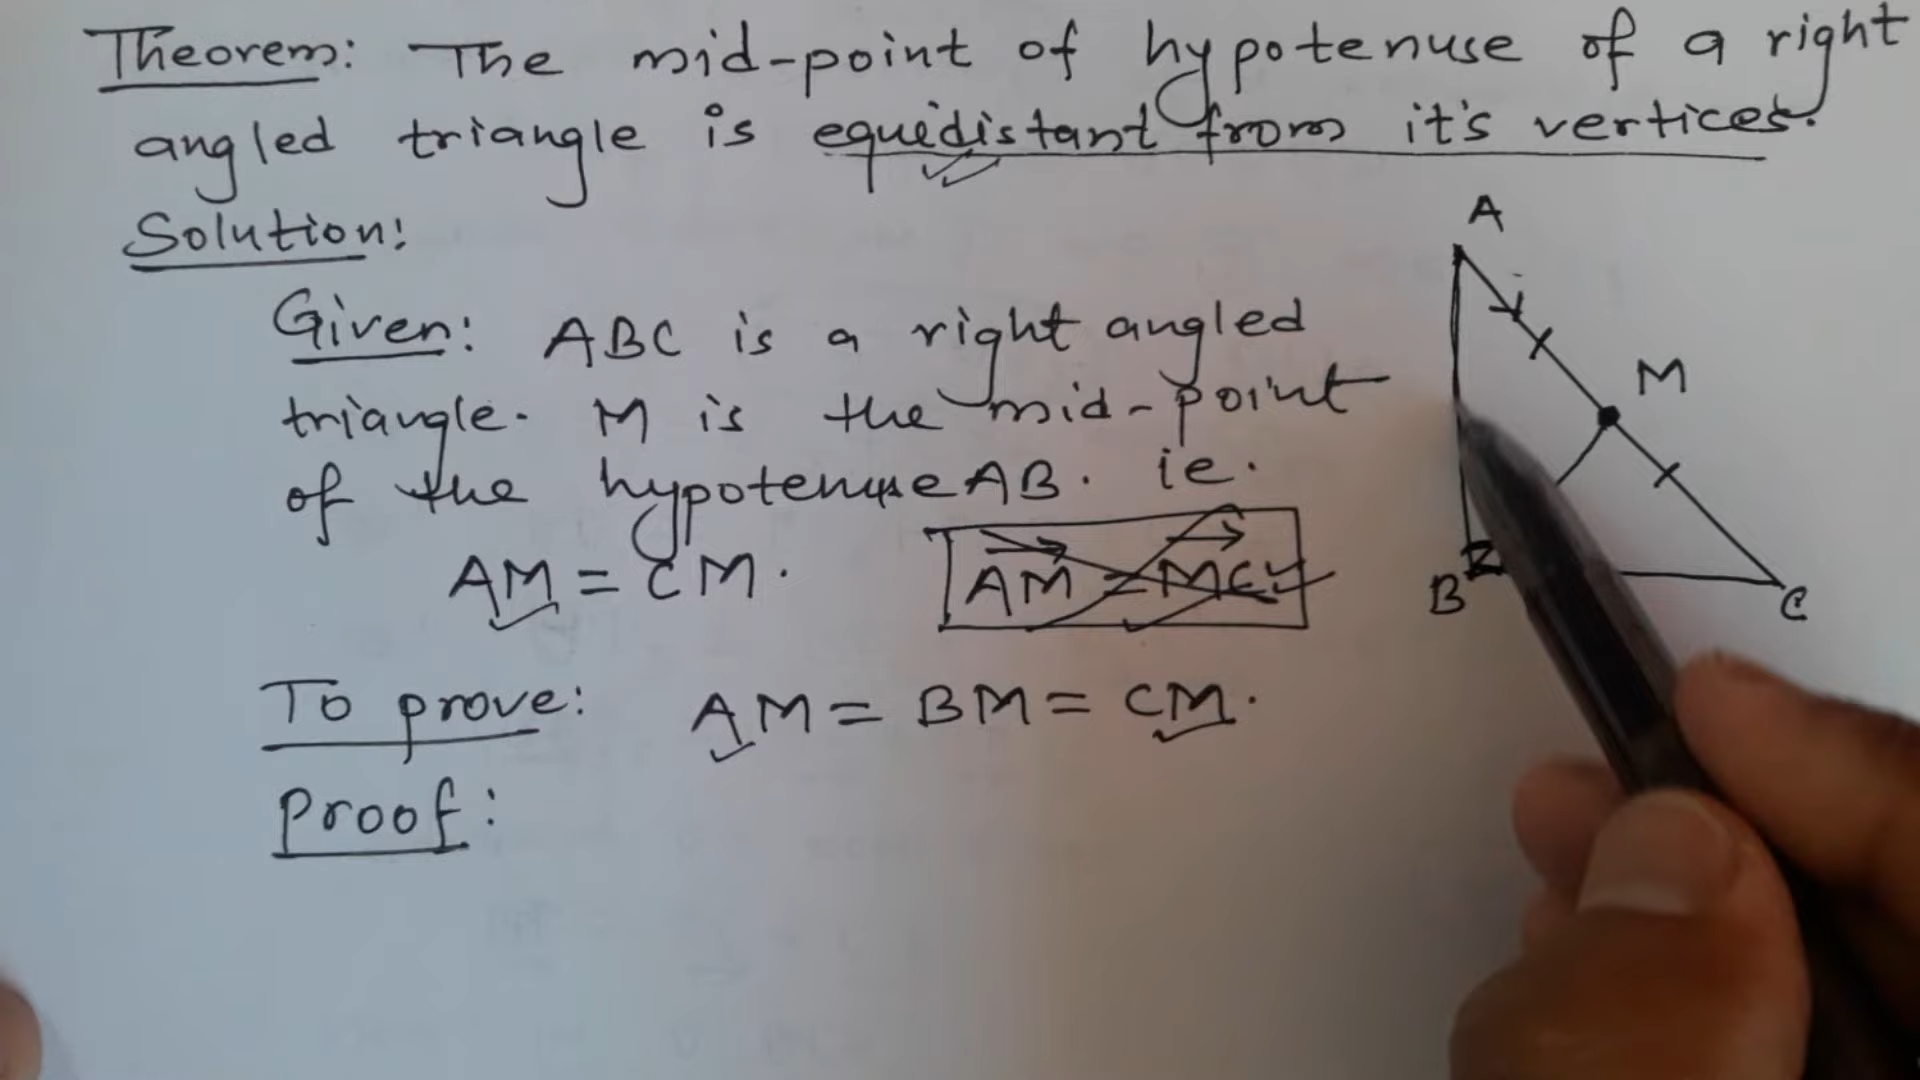 Theorem: The mid-point of hypotenuse of a right
angled triangle is equidistant from it's vertices.
Solution:
Given: ABC is a right angled
triangle. M is the mid-point
of the hypotenuse AB. ie.
AM = CM.
AM = MC
To prove: AM = BM = CM.
Proof:
A
M
B
C